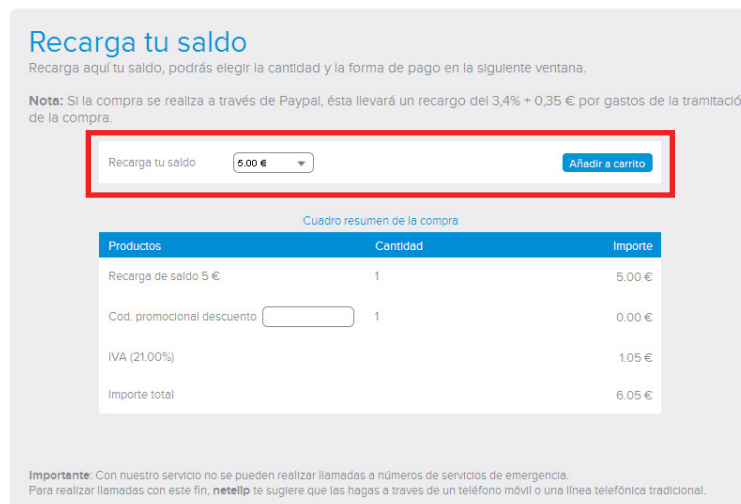 Recarga tu saldo
Recarga aquí tu saldo, podrás elegir la cantidad y la forma de pago en la siguiente ventana.
Nota: Si la compra se realiza a través de Paypal, ésta llevará un recargo del 3,4% + 0,35 € por gastos de la tramitació
de la compra.
Recarga tu saldo 5.00 € Añadir a carrito
Cuadro resumen de la compra
Productos Cantidad Importe
Recarga de saldo 5 € 1 5.00 €
Cod. promocional descuento 1 0.00 €
IVA (21.00%) 1.05 €
Importe total 6.05 €
Importante: Con nuestro servicio no se pueden realizar llamadas a números de servicios de emergencia.
Para realizar llamadas con este fin, netelip te sugiere que las hagas a traves de un teléfono móvil o una línea telefónica tradicional.